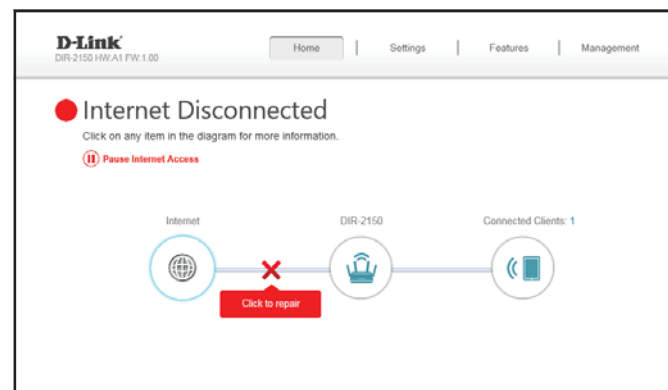 D-Link
DIR-2150 HW:A1 FW:1.00
Home | Settings | Features | Management
Internet Disconnected
Click on any item in the diagram for more information.
Pause Internet Access
Internet DIR-2150 Connected Clients: 1
Click to repair